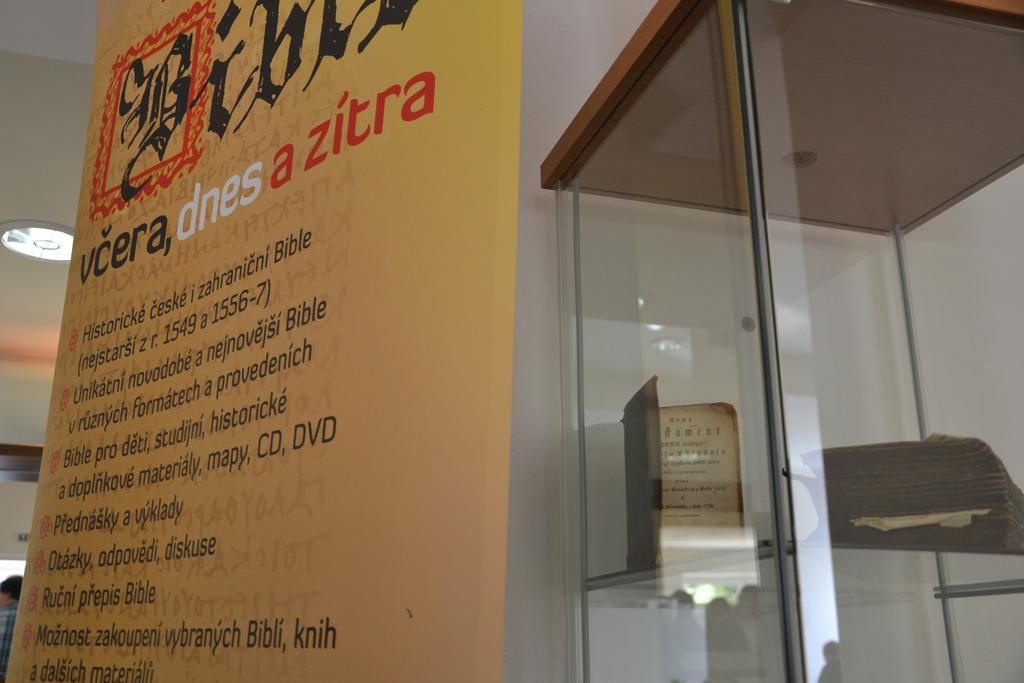 Bible
včera, dnes a zítra
Historické české i zahraniční Bible
(nejstarší z r. 1549 a 1556-7)
Unikátní novodobé a nejnovější Bible
v různých formátech a provedeních
Bible pro děti, studijní, historické
a doplňkové materiály, mapy, CD, DVD
Přednášky a výklady
Otázky, odpovědi, diskuse
Ruční přepis Bible
Možnost zakoupení vybraných Biblí, knih
a dalších materiálů